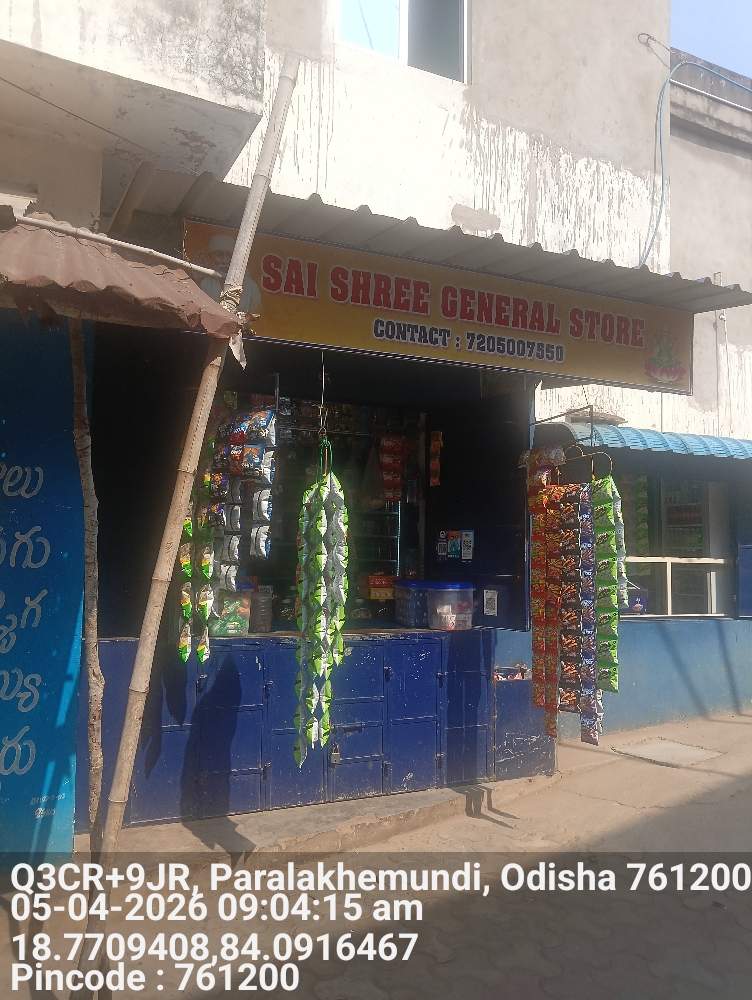 SAI SHREE GENERAL STORE
CONTACT : 7205007550
Q3CR+9JR, Paralakhemundi, Odisha 761200
05-04-2026 09:04:15 am
18.7709408,84.0916467
Pincode : 761200